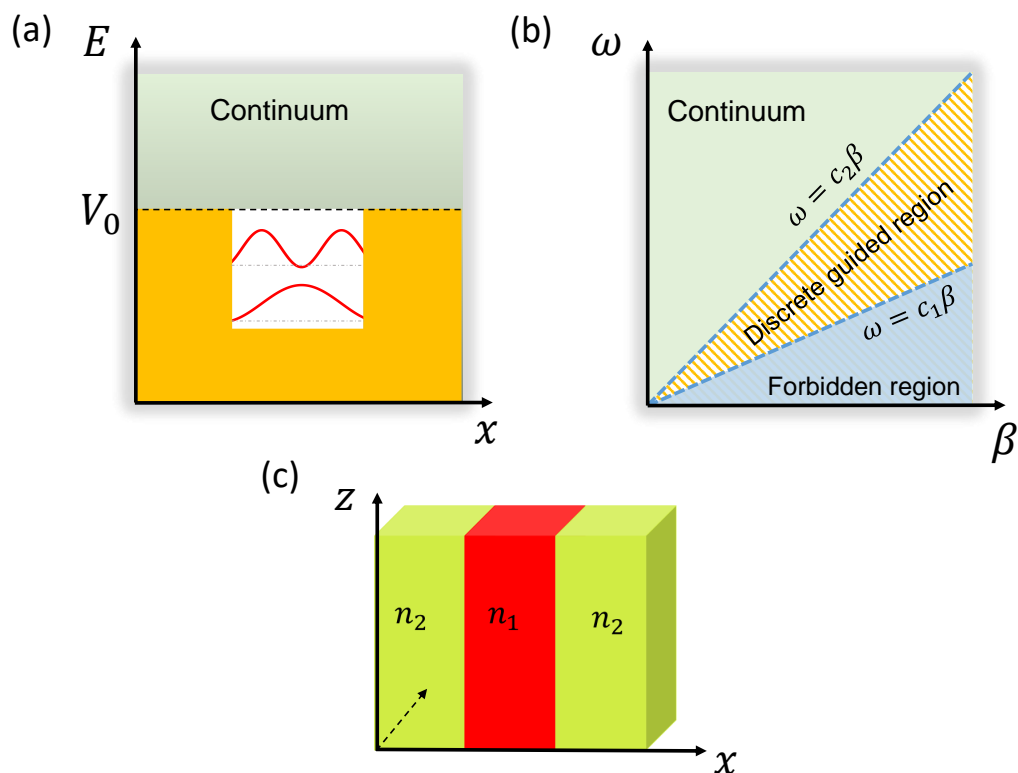 (a)
E
Continuum
V₀
x
(b)
ω
Continuum
ω = c₂β
Discrete guided region
ω = c₁β
Forbidden region
β
(c)
z
n₂
n₁
n₂
x